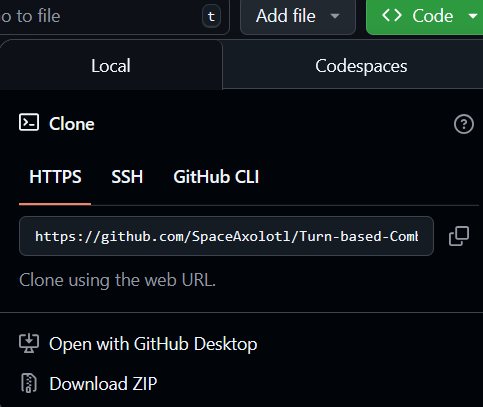 o to file t Add file <> Code
Local Codespaces
Clone
HTTPS SSH GitHub CLI
https://github.com/SpaceAxolotl/Turn-based-Comb
Clone using the web URL.
Open with GitHub Desktop
Download ZIP